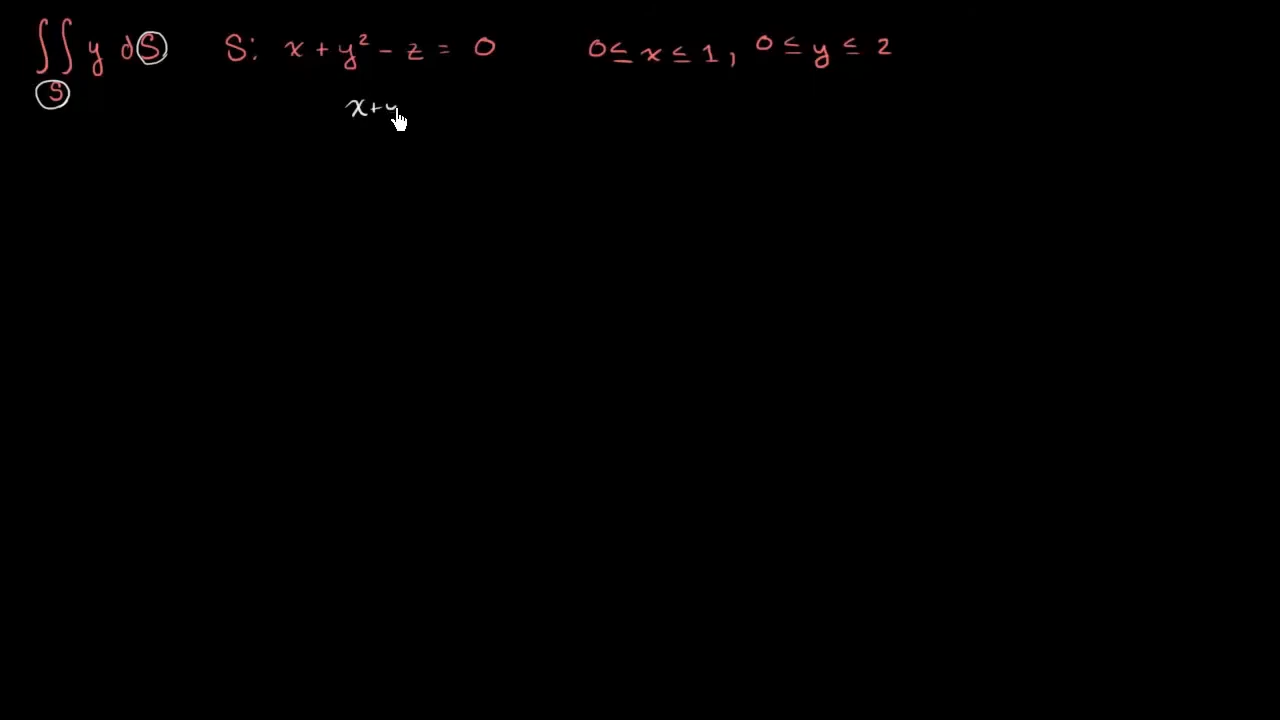 ∬ y dS S: x + y² - z = 0 0 ≤ x ≤ 1, 0 ≤ y ≤ 2
S
x+y